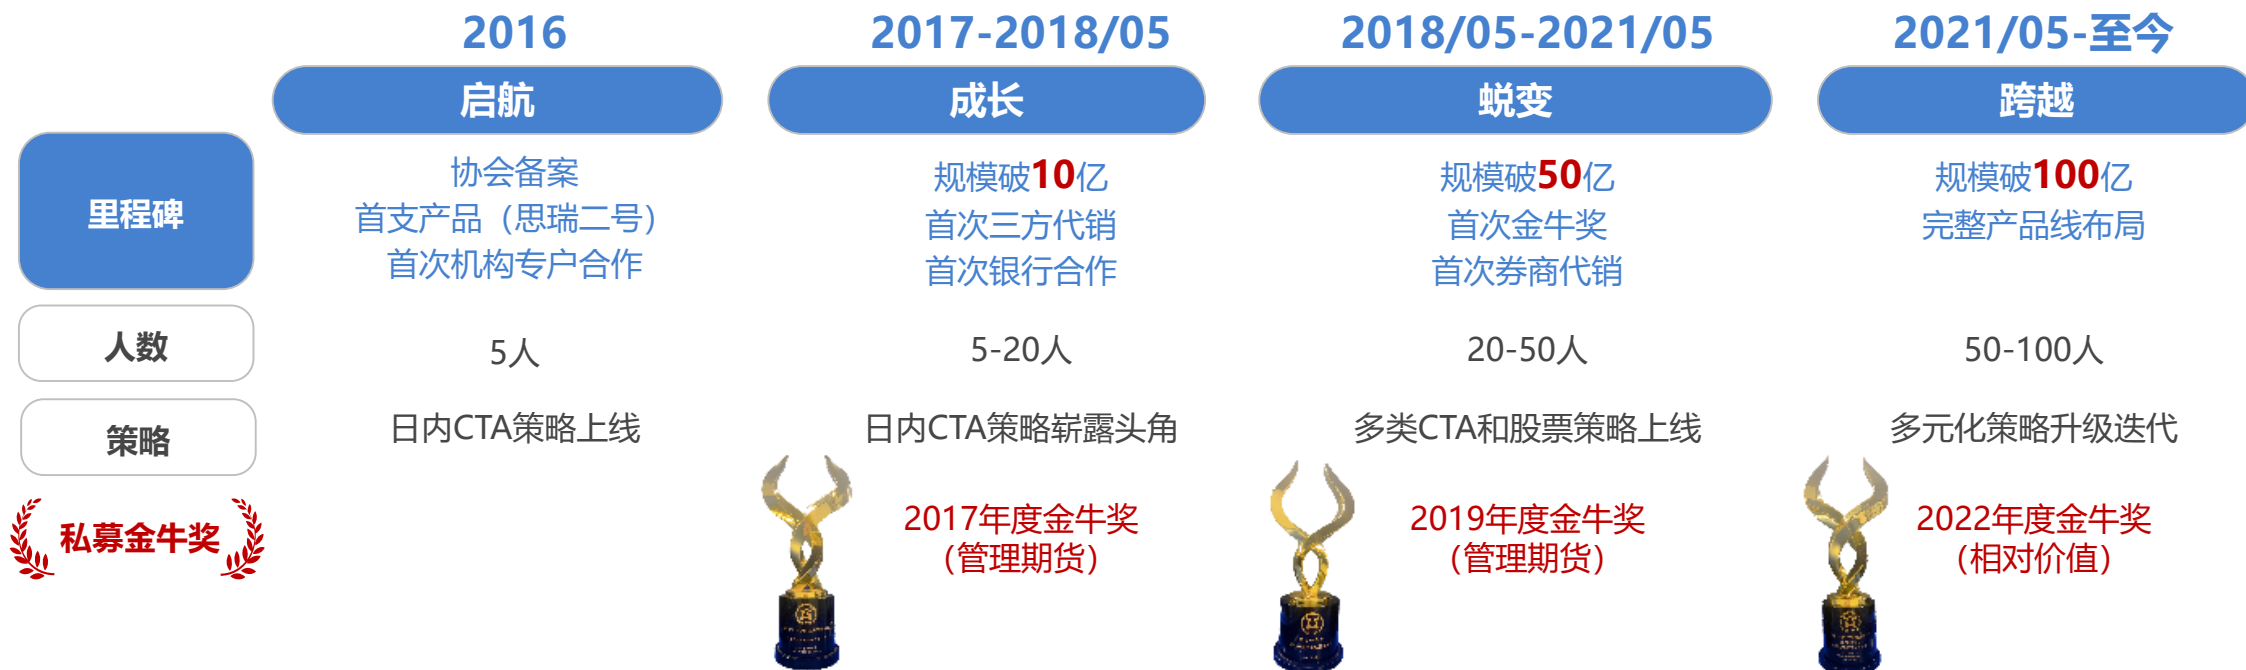 2016
2017-2018/05
2018/05-2021/05
2021/05-至今
启航
成长
蜕变
跨越
里程碑
协会备案
首支产品（思瑞二号）
首次机构专户合作
规模破10亿
首次三方代销
首次银行合作
规模破50亿
首次金牛奖
首次券商代销
规模破100亿
完整产品线布局
人数
5人
5-20人
20-50人
50-100人
策略
日内CTA策略上线
日内CTA策略崭露头角
多类CTA和股票策略上线
多元化策略升级迭代
私募金牛奖
2017年度金牛奖
（管理期货）
2019年度金牛奖
（管理期货）
2022年度金牛奖
（相对价值）